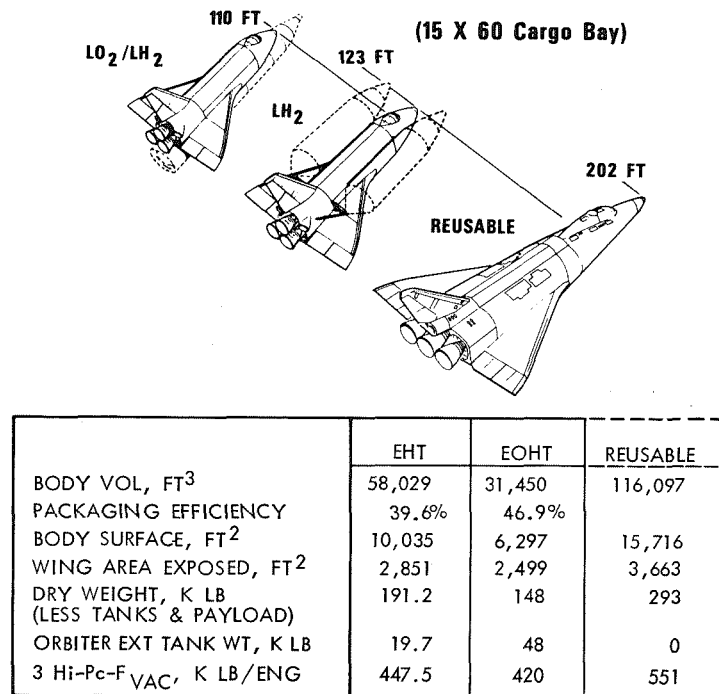 110 FT
(15 X 60 Cargo Bay)
LO2/LH2
123 FT
LH2
202 FT
REUSABLE
EHT EOHT REUSABLE
BODY VOL, FT3 58,029 31,450 116,097
PACKAGING EFFICIENCY 39.6% 46.9%
BODY SURFACE, FT2 10,035 6,297 15,716
WING AREA EXPOSED, FT2 2,851 2,499 3,663
DRY WEIGHT, K LB 191.2 148 293
(LESS TANKS & PAYLOAD)
ORBITER EXT TANK WT, K LB 19.7 48 0
3 Hi-Pc-FVAC, K LB/ENG 447.5 420 551